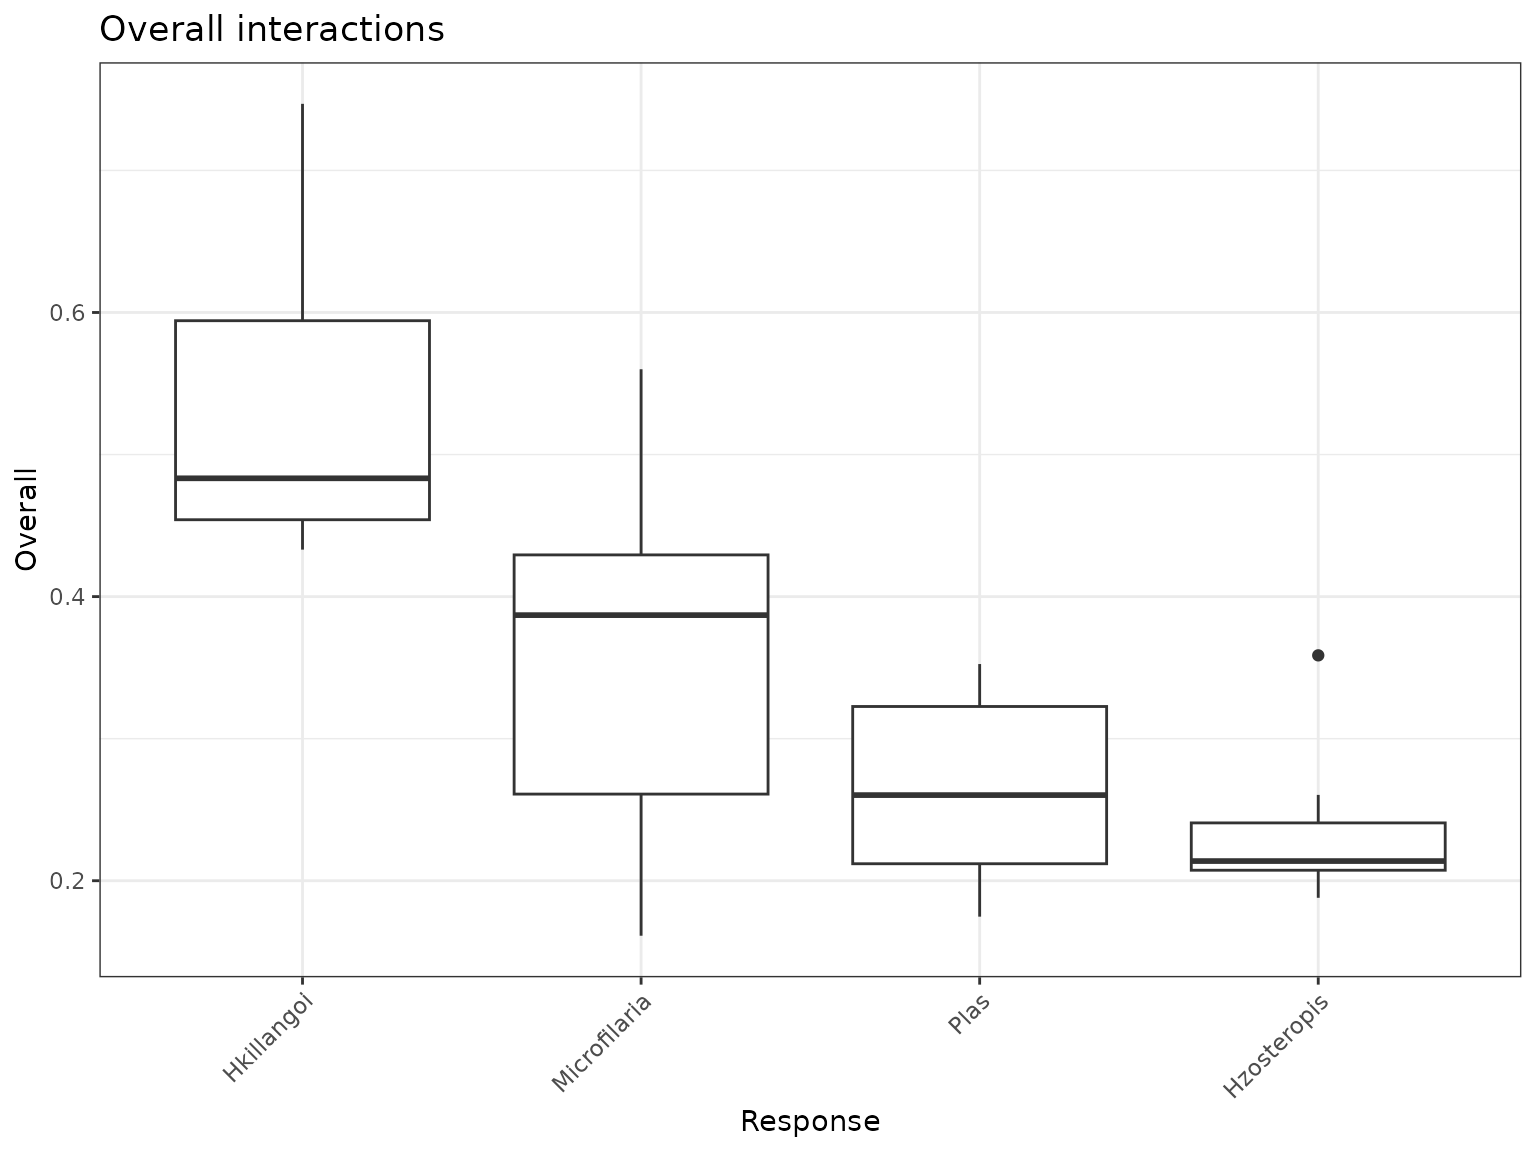 Overall interactions
Overall
0.6
0.4
0.2
Hkillangoi
Microfilaria
Plas
Hzosteropis
Response